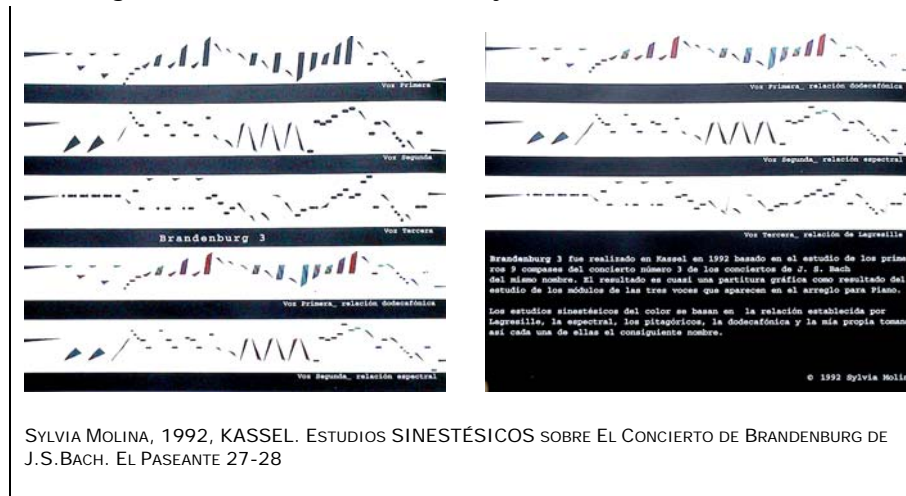 Voz Primera
Voz Segunda
Voz Tercera
Brandenburg 3
Voz Primera_ relación dodecafónica
Voz Segunda_ relación espectral
Voz Primera_ relación dodecafónica
Voz Segunda_ relación espectral
Voz Tercera_ relación de Lagresille
Brandenburg 3 fue realizado en Kassel en 1992 basado en el estudio de los prime
ros 9 compases del concierto número 3 de los conciertos de J. S. Bach
del mismo nombre. El resultado es cuasi una partitura gráfica como resultado del
estudio de los módulos de las tres voces que aparecen en el arreglo para Piano.
Los estudios sinestésicos del color se basan en la relación establecida por
Lagresille, la espectral, los pitagóricos, la dodecafónica y la mia propia toman
así cada una de ellas el consiguiente nombre.
© 1992 Sylvia Molin
SYLVIA MOLINA, 1992, KASSEL. ESTUDIOS SINESTÉSICOS SOBRE EL CONCIERTO DE BRANDENBURG DE
J.S.BACH. EL PASEANTE 27-28